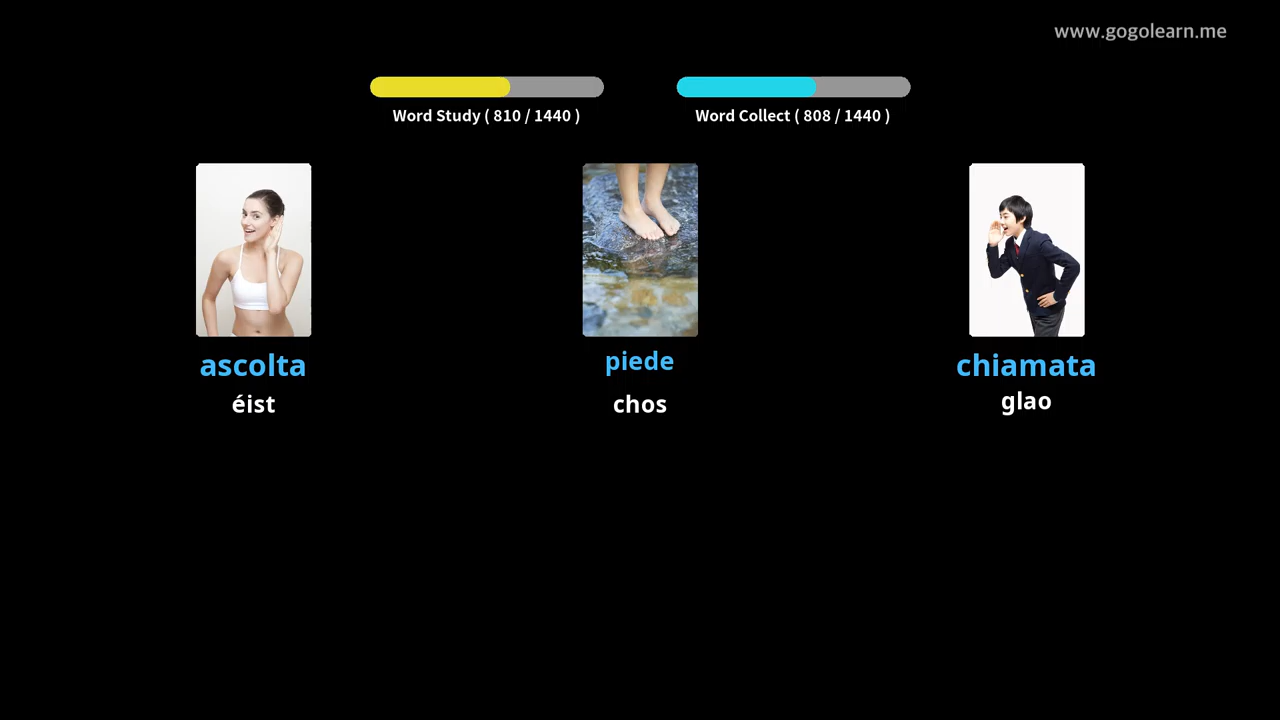 www.gogolearn.me
Word Study ( 810 / 1440 )
Word Collect ( 808 / 1440 )
ascolta
éist
piede
chos
chiamata
glao